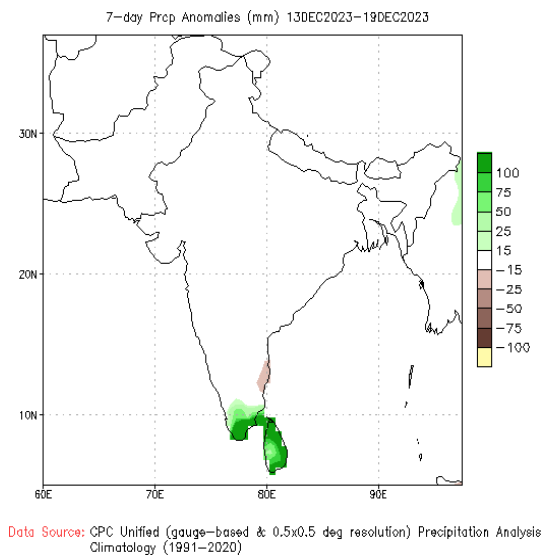 7-day Prcp Anomalies (mm) 13DEC2023-19DEC2023
30N
20N
10N
60E 70E 80E 90E
100
75
50
25
15
-15
-25
-50
-75
-100
Data Source: CPC Unified (gauge-based & 0.5x0.5 deg resolution) Precipitation Analysis
Climatology (1991-2020)